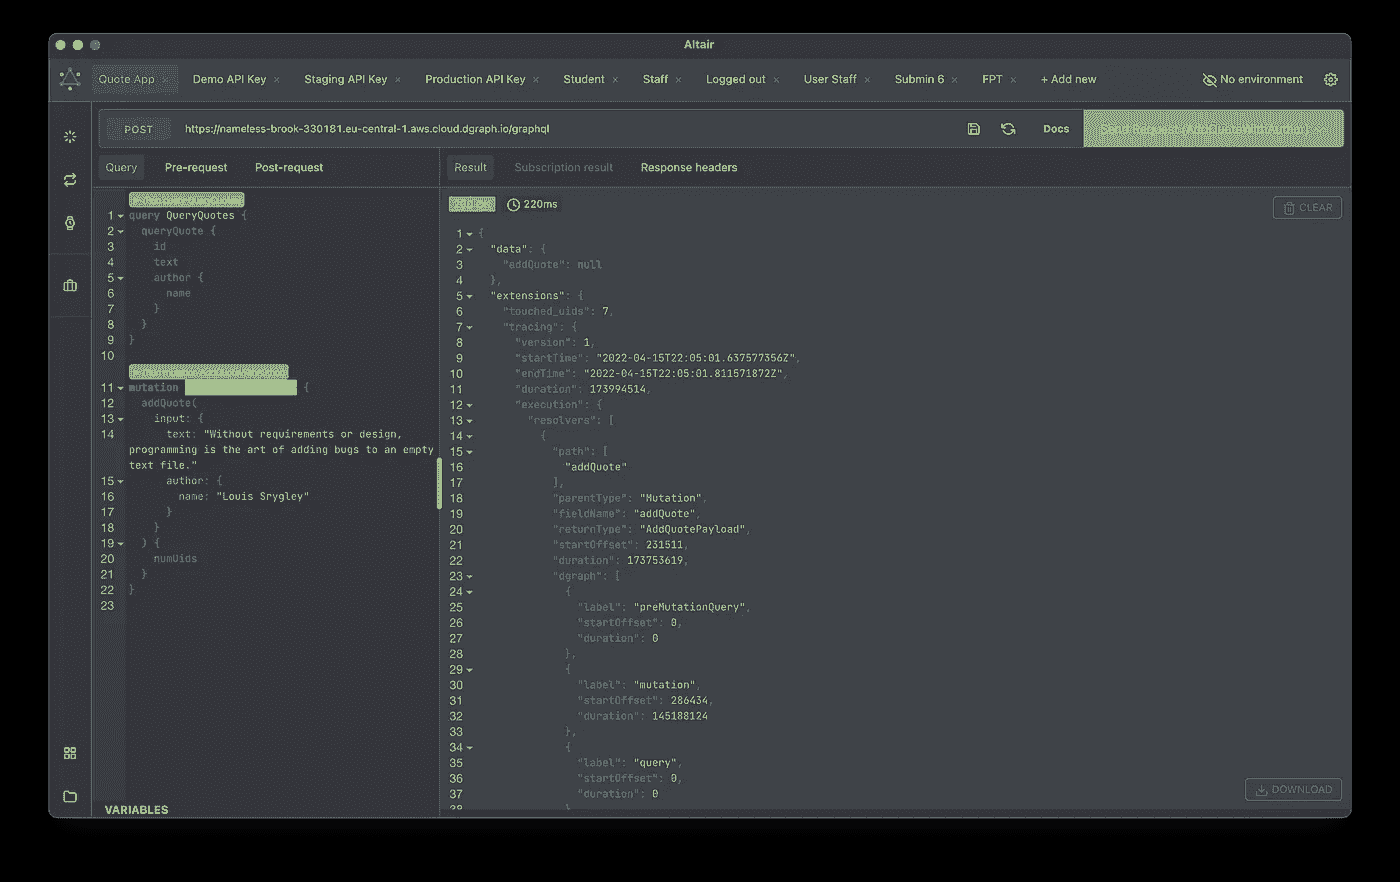 Altair
Quote App × Demo API Key × Staging API Key × Production API Key × Student × Staff × Logged out × User Staff × Submin 6 × FPT × + Add new No environment
POST https://nameless-brook-330181.eu-central-1.aws.cloud.dgraph.io/graphql Docs Send Request (AddQuoteWithAuthor)
Query Pre-request Post-request
Result Subscription result Response headers
220ms CLEAR
1 query QueryQuotes {
2 queryQuote {
3 id
4 text
5 author {
6 name
7 }
8 }
9 }
10
11 mutation {
12 addQuote(
13 input: {
14 text: "Without requirements or design,
programming is the art of adding bugs to an empty
text file."
15 author: {
16 name: "Louis Srygley"
17 }
18 }
19 ) {
20 numUids
21 }
22 }
23
VARIABLES
1 {
2 "data": {
3 "addQuote": null
4 },
5 "extensions": {
6 "touched_uids": 7,
7 "tracing": {
8 "version": 1,
9 "startTime": "2022-04-15T22:05:01.637577356Z",
10 "endTime": "2022-04-15T22:05:01.811571872Z",
11 "duration": 173994514,
12 "execution": {
13 "resolvers": [
14 {
15 "path": [
16 "addQuote"
17 ],
18 "parentType": "Mutation",
19 "fieldName": "addQuote",
20 "returnType": "AddQuotePayload",
21 "startOffset": 231511,
22 "duration": 173753619,
23 "dgraph": [
24 {
25 "label": "preMutationQuery",
26 "startOffset": 0,
27 "duration": 0
28 },
29 {
30 "label": "mutation",
31 "startOffset": 286434,
32 "duration": 145188124
33 },
34 {
35 "label": "query",
36 "startOffset": 0,
37 "duration": 0
38 }
DOWNLOAD